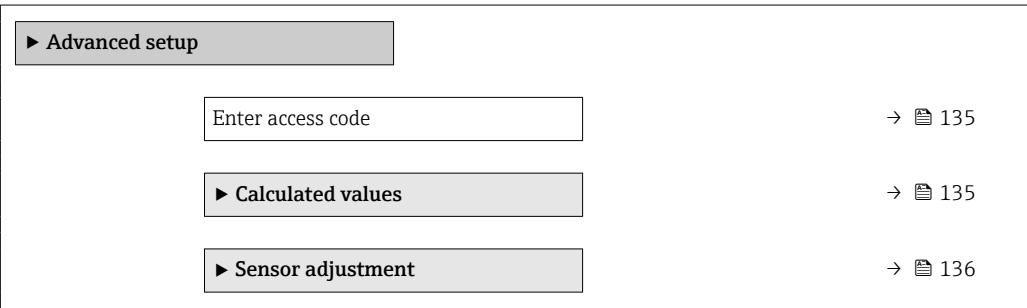 ▶ Advanced setup
Enter access code → 🖺 135
▶ Calculated values → 🖺 135
▶ Sensor adjustment → 🖺 136